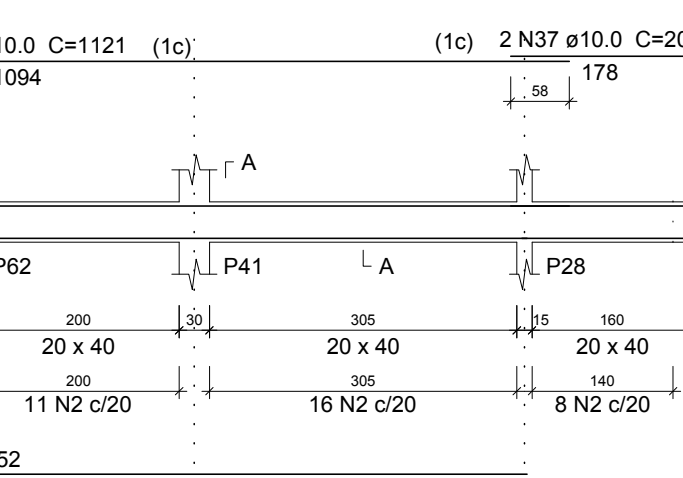 10.0 C=1121 (1c) (1c) 2 N37 ø10.0 C=20
1094 178
58
A
P62 P41 A P28
200 30 305 15 160
20 x 40 20 x 40 20 x 40
200 305 140
11 N2 c/20 16 N2 c/20 8 N2 c/20
52